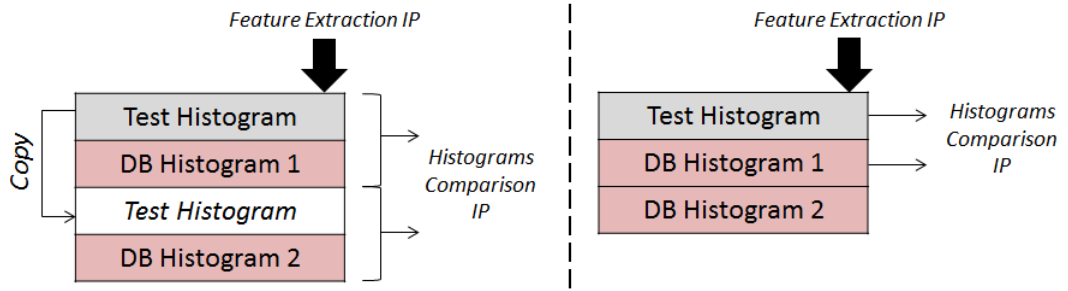 Feature Extraction IP
Copy
Test Histogram
DB Histogram 1
Test Histogram
DB Histogram 2
Histograms
Comparison
IP
Feature Extraction IP
Test Histogram
DB Histogram 1
DB Histogram 2
Histograms
Comparison
IP